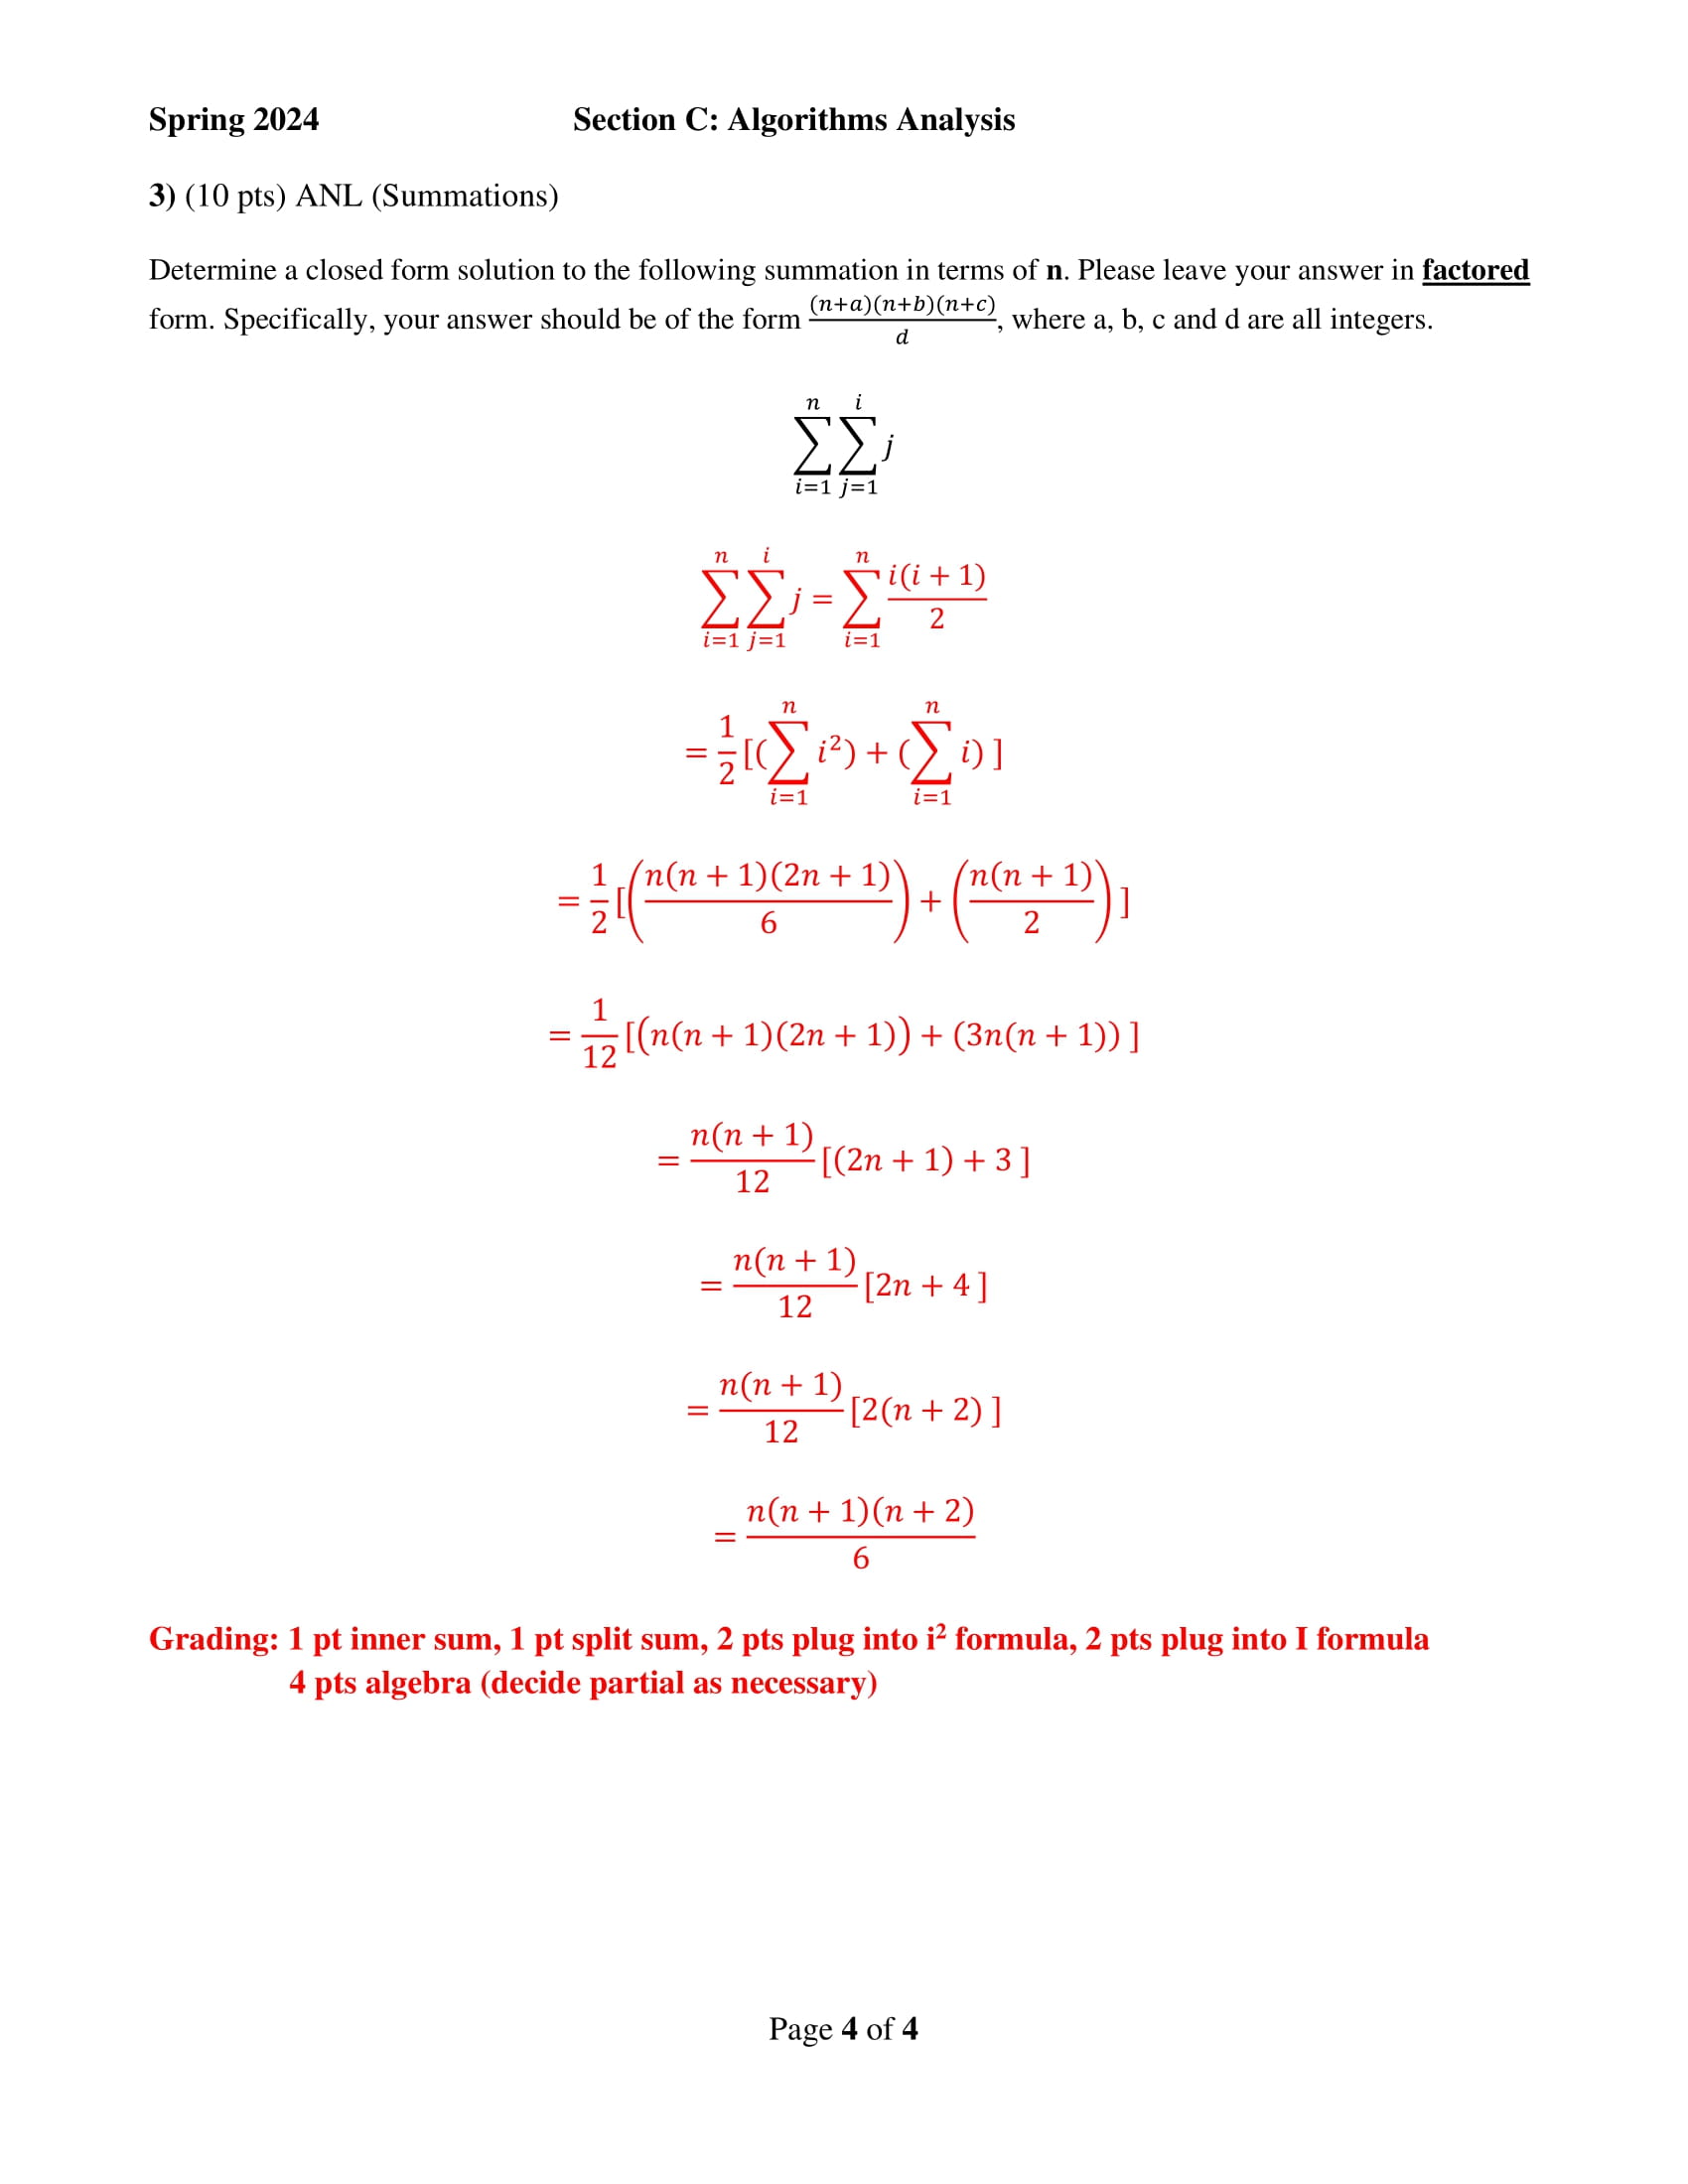 Spring 2024 Section C: Algorithms Analysis
3) (10 pts) ANL (Summations)
Determine a closed form solution to the following summation in terms of n. Please leave your answer in factored
form. Specifically, your answer should be of the form \frac{(n+a)(n+b)(n+c)}{d}, where a, b, c and d are all integers.
\sum_{i=1}^{n} \sum_{j=1}^{i} j
\sum_{i=1}^{n} \sum_{j=1}^{i} j = \sum_{i=1}^{n} \frac{i(i + 1)}{2}
= \frac{1}{2} [(\sum_{i=1}^{n} i^2) + (\sum_{i=1}^{n} i) ]
= \frac{1}{2} [(\frac{n(n + 1)(2n + 1)}{6}) + (\frac{n(n + 1)}{2}) ]
= \frac{1}{12} [(n(n + 1)(2n + 1)) + (3n(n + 1)) ]
= \frac{n(n + 1)}{12} [(2n + 1) + 3 ]
= \frac{n(n + 1)}{12} [2n + 4 ]
= \frac{n(n + 1)}{12} [2(n + 2) ]
= \frac{n(n + 1)(n + 2)}{6}
Grading: 1 pt inner sum, 1 pt split sum, 2 pts plug into i² formula, 2 pts plug into I formula
4 pts algebra (decide partial as necessary)
Page 4 of 4